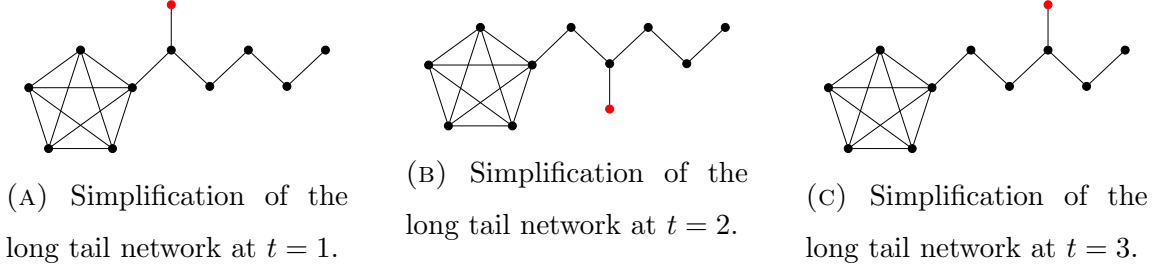 (A) Simplification of the
long tail network at t = 1.
(B) Simplification of the
long tail network at t = 2.
(C) Simplification of the
long tail network at t = 3.